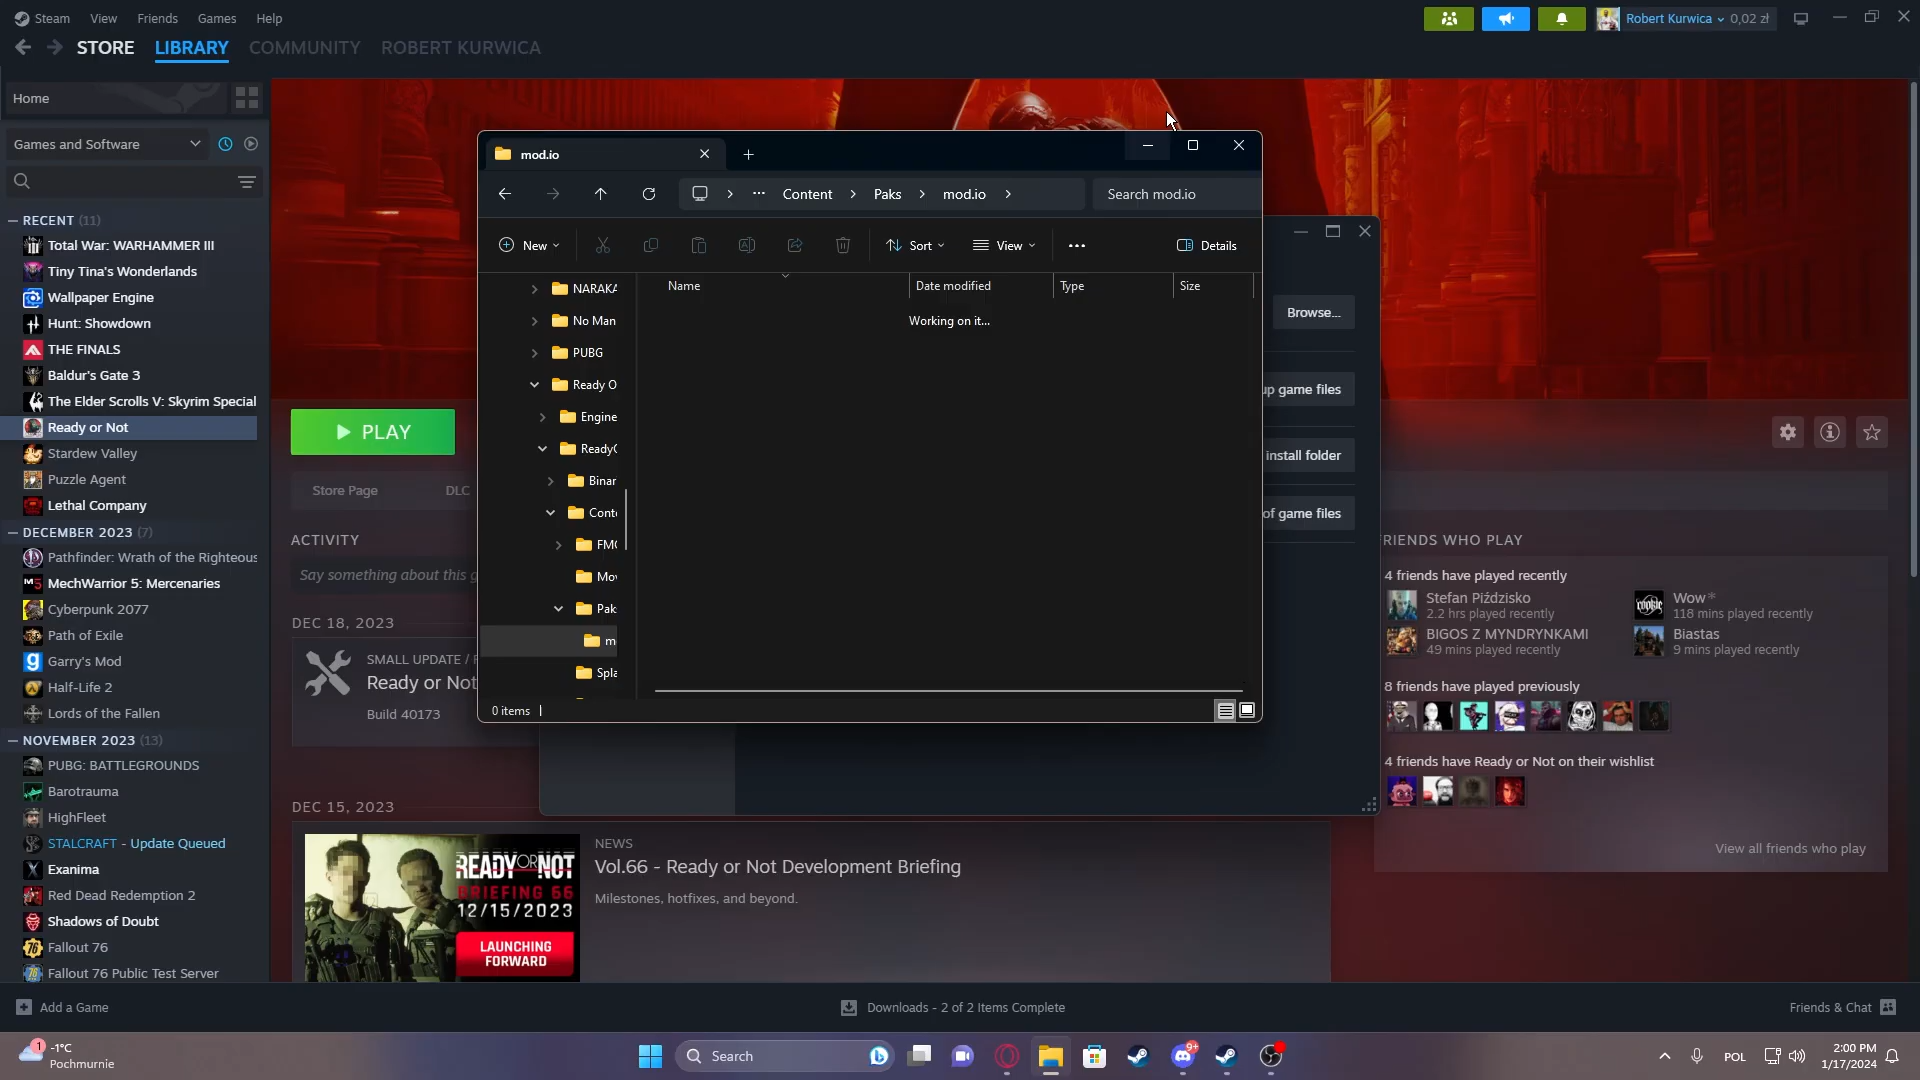 Steam View Friends Games Help
Robert Kurwica 0,02 zł
STORE LIBRARY COMMUNITY ROBERT KURWICA
Home
Games and Software
RECENT (11)
Total War: WARHAMMER III
Tiny Tina's Wonderlands
Wallpaper Engine
Hunt: Showdown
THE FINALS
Baldur's Gate 3
The Elder Scrolls V: Skyrim Special
Ready or Not
Stardew Valley
Puzzle Agent
Lethal Company
DECEMBER 2023 (7)
Pathfinder: Wrath of the Righteous
MechWarrior 5: Mercenaries
Cyberpunk 2077
Path of Exile
Garry's Mod
Half-Life 2
Lords of the Fallen
NOVEMBER 2023 (13)
PUBG: BATTLEGROUNDS
Barotrauma
HighFleet
STALCRAFT - Update Queued
Exanima
Red Dead Redemption 2
Shadows of Doubt
Fallout 76
Fallout 76 Public Test Server
Add a Game
mod.io
Content Paks mod.io
Search mod.io
New Sort View Details
NARAKA
No Man
PUBG
Ready O
Engine
ReadyO
Binar
Conte
FMO
Mov
Pak
m
Spla
Name Date modified Type Size
Working on it...
0 items
Browse...
up game files
install folder
of game files
PLAY
Store Page DLC
ACTIVITY
Say something about this g
DEC 18, 2023
SMALL UPDATE /
Ready or Not
Build 40173
DEC 15, 2023
READY OR NOT
BRIEFING 66
12/15/2023
LAUNCHING
FORWARD
NEWS
Vol.66 - Ready or Not Development Briefing
Milestones, hotfixes, and beyond.
RIENDS WHO PLAY
4 friends have played recently
Stefan Piździsko
2.2 hrs played recently
Wow*
118 mins played recently
BIGOS Z MYNDRYNKAMI
49 mins played recently
Biastas
9 mins played recently
8 friends have played previously
4 friends have Ready or Not on their wishlist
View all friends who play
Downloads - 2 of 2 Items Complete
Friends & Chat
1
-1°C
Pochmurnie
Search
9+
POL
2:00 PM
1/17/2024